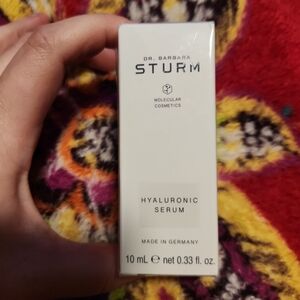 DR. BARBARA
STURM
MOLECULAR
COSMETICS
HYALURONIC
SERUM
MADE IN GERMANY
10 mL ℮ net 0.33 fl. oz.